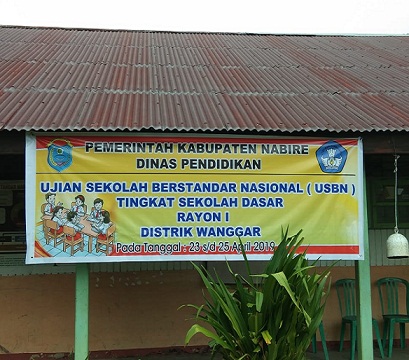 PEMERINTAH KABUPATEN NABIRE
DINAS PENDIDIKAN
UJIAN SEKOLAH BERSTANDAR NASIONAL ( USBN )
TINGKAT SEKOLAH DASAR
RAYON I
DISTRIK WANGGAR
Pada Tanggal : 23 s/d 25 April 2019